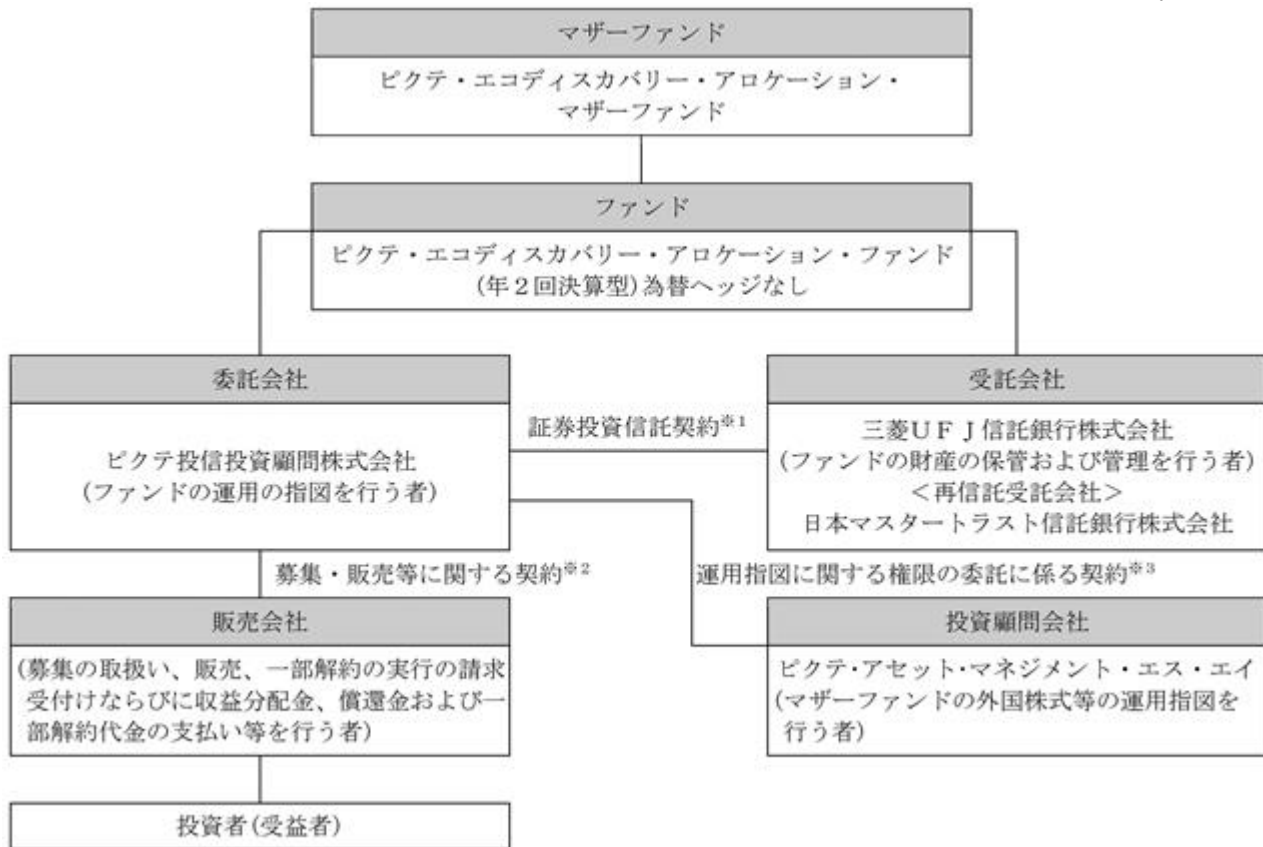 マザーファンド
ピクテ・エコディスカバリー・アロケーション・
マザーファンド
ファンド
ピクテ・エコディスカバリー・アロケーション・ファンド
(年２回決算型)為替ヘッジなし
委託会社
ピクテ投信投資顧問株式会社
(ファンドの運用の指図を行う者)
証券投資信託契約※1
受託会社
三菱ＵＦＪ信託銀行株式会社
(ファンドの財産の保管および管理を行う者)
＜再信託受託会社＞
日本マスタートラスト信託銀行株式会社
募集・販売等に関する契約※2
運用指図に関する権限の委託に係る契約※3
販売会社
(募集の取扱い、販売、一部解約の実行の請求
受付けならびに収益分配金、償還金および一
部解約代金の支払い等を行う者)
投資顧問会社
ピクテ・アセット・マネジメント・エス・エイ
(マザーファンドの外国株式等の運用指図を
行う者)
投資者(受益者)